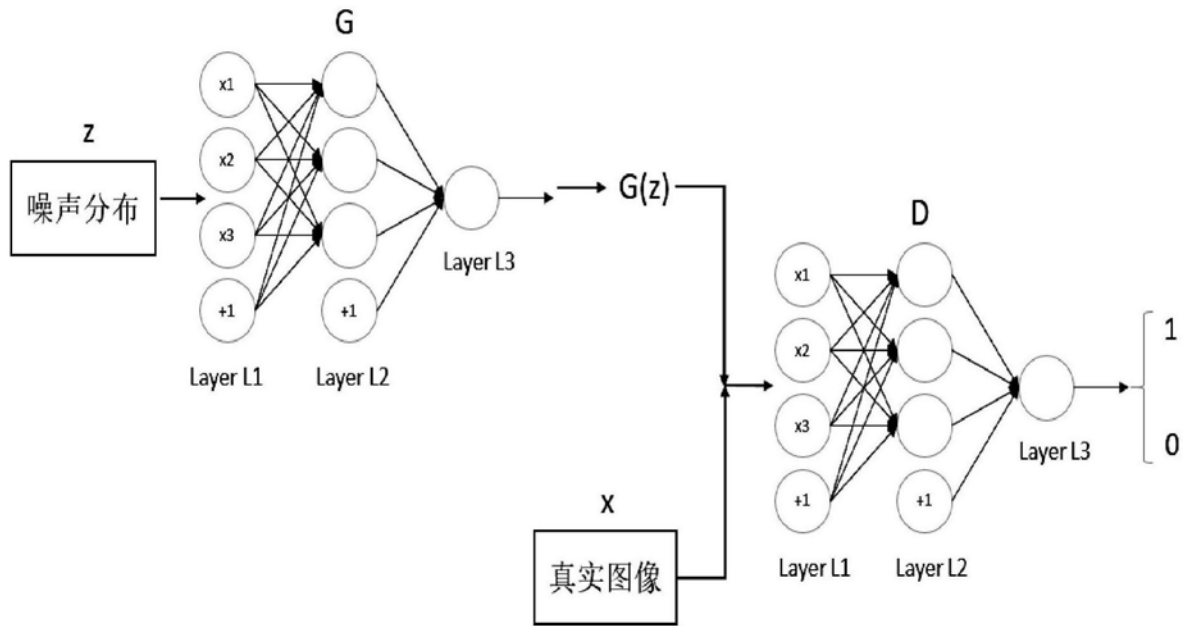 G
x1
z
x2
噪声分布
x3
G(z)
D
Layer L3
x1
+1
+1
1
x2
Layer L1
Layer L2
x3
0
Layer L3
x
+1
+1
真实图像
Layer L1
Layer L2